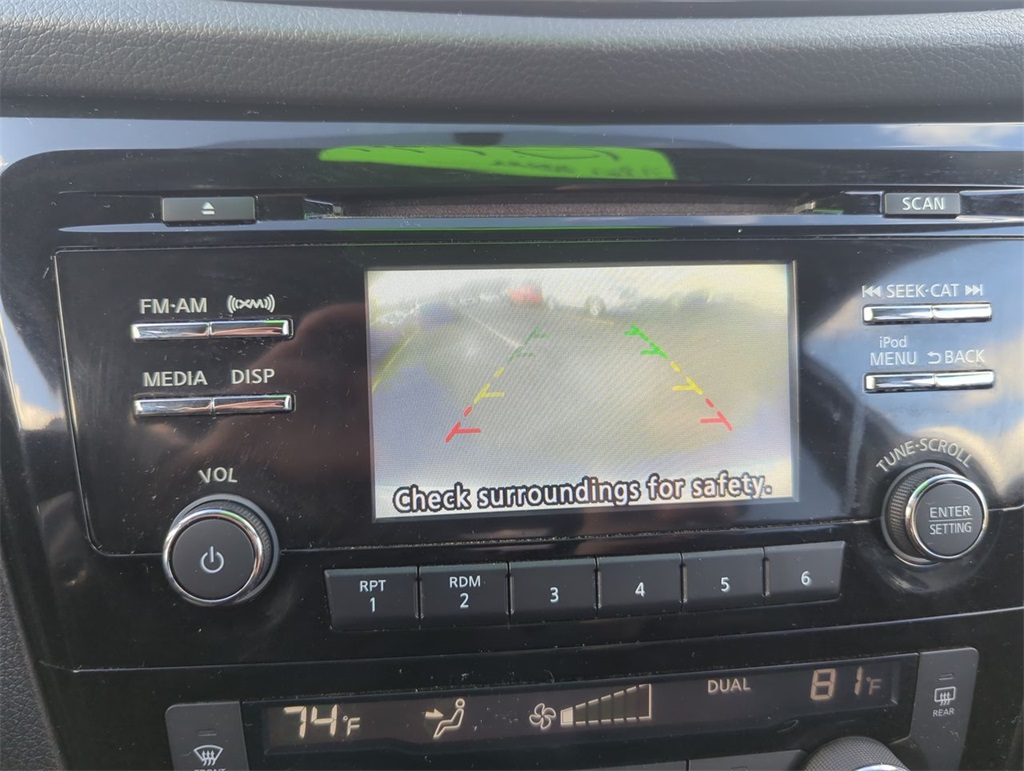 SCAN
FM·AM ((XM))
SEEK·CAT
iPod
MENU BACK
MEDIA DISP
VOL
TUNE·SCROLL
ENTER
SETTING
Check surroundings for safety.
RPT
1
RDM
2
3
4
5
6
74°F
DUAL
81°F
REAR
FRONT